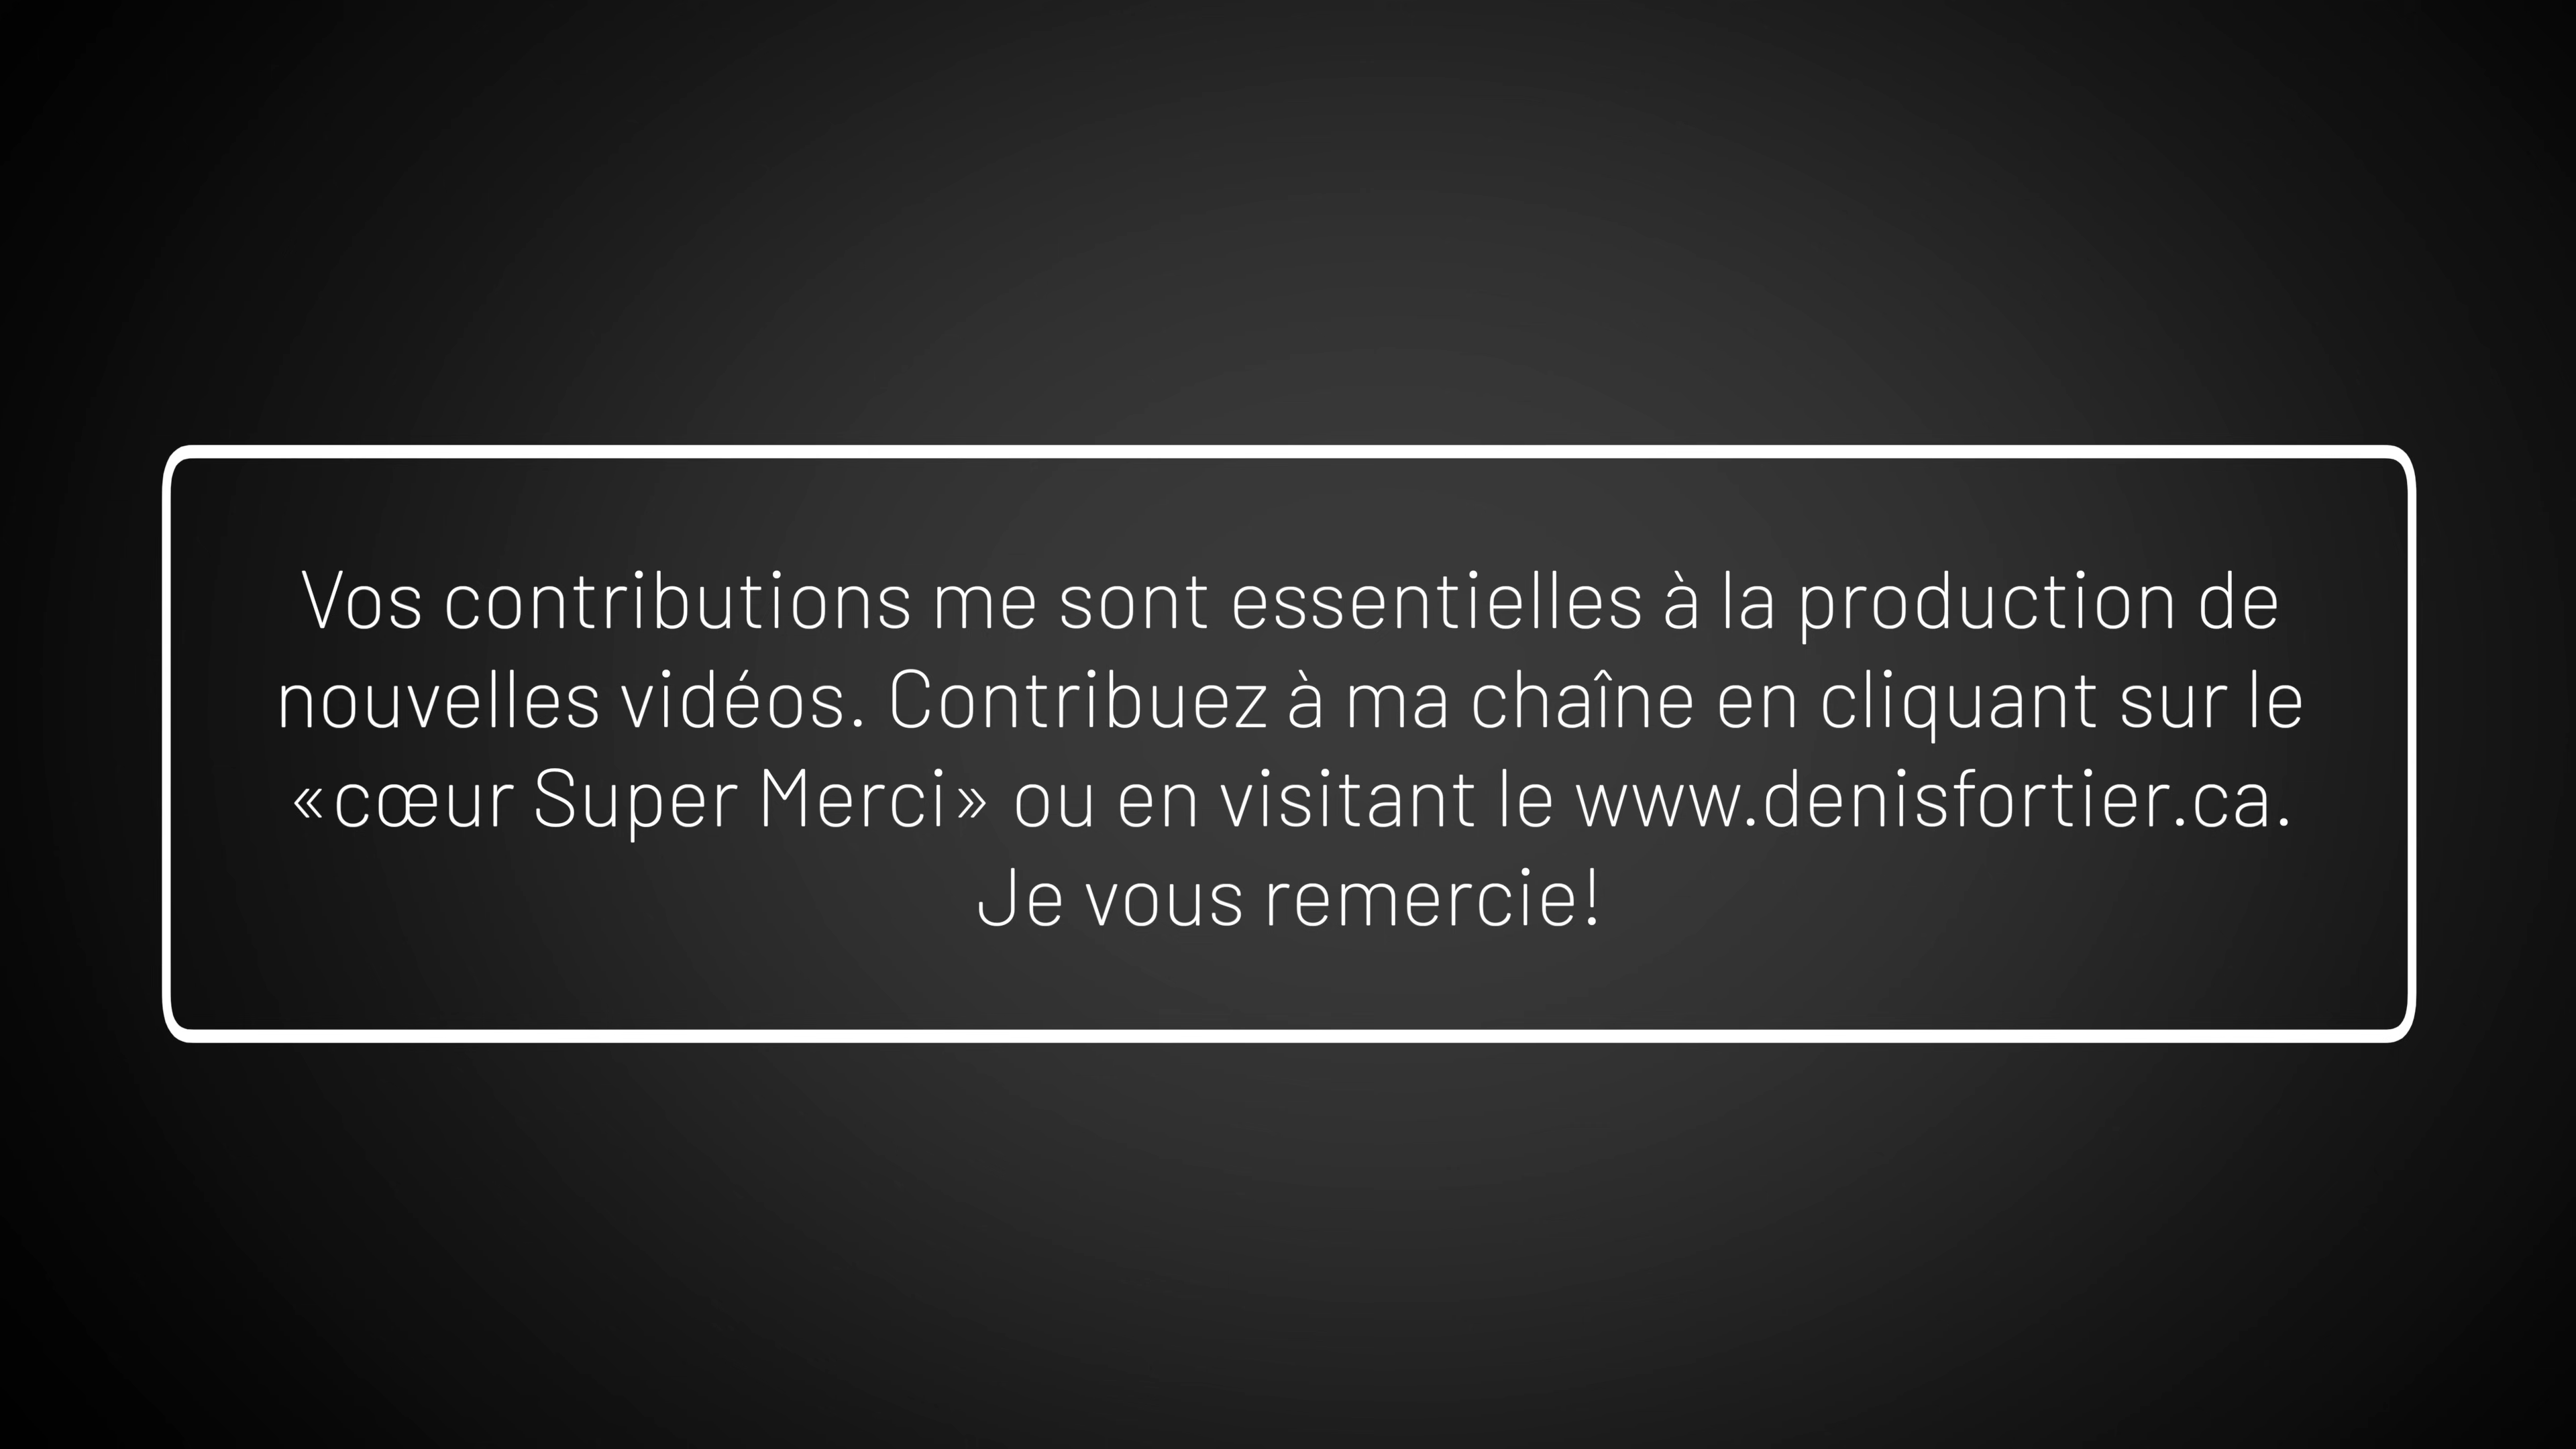 Vos contributions me sont essentielles à la production de
nouvelles vidéos. Contribuez à ma chaîne en cliquant sur le
«cœur Super Merci» ou en visitant le www.denisfortier.ca.
Je vous remercie!